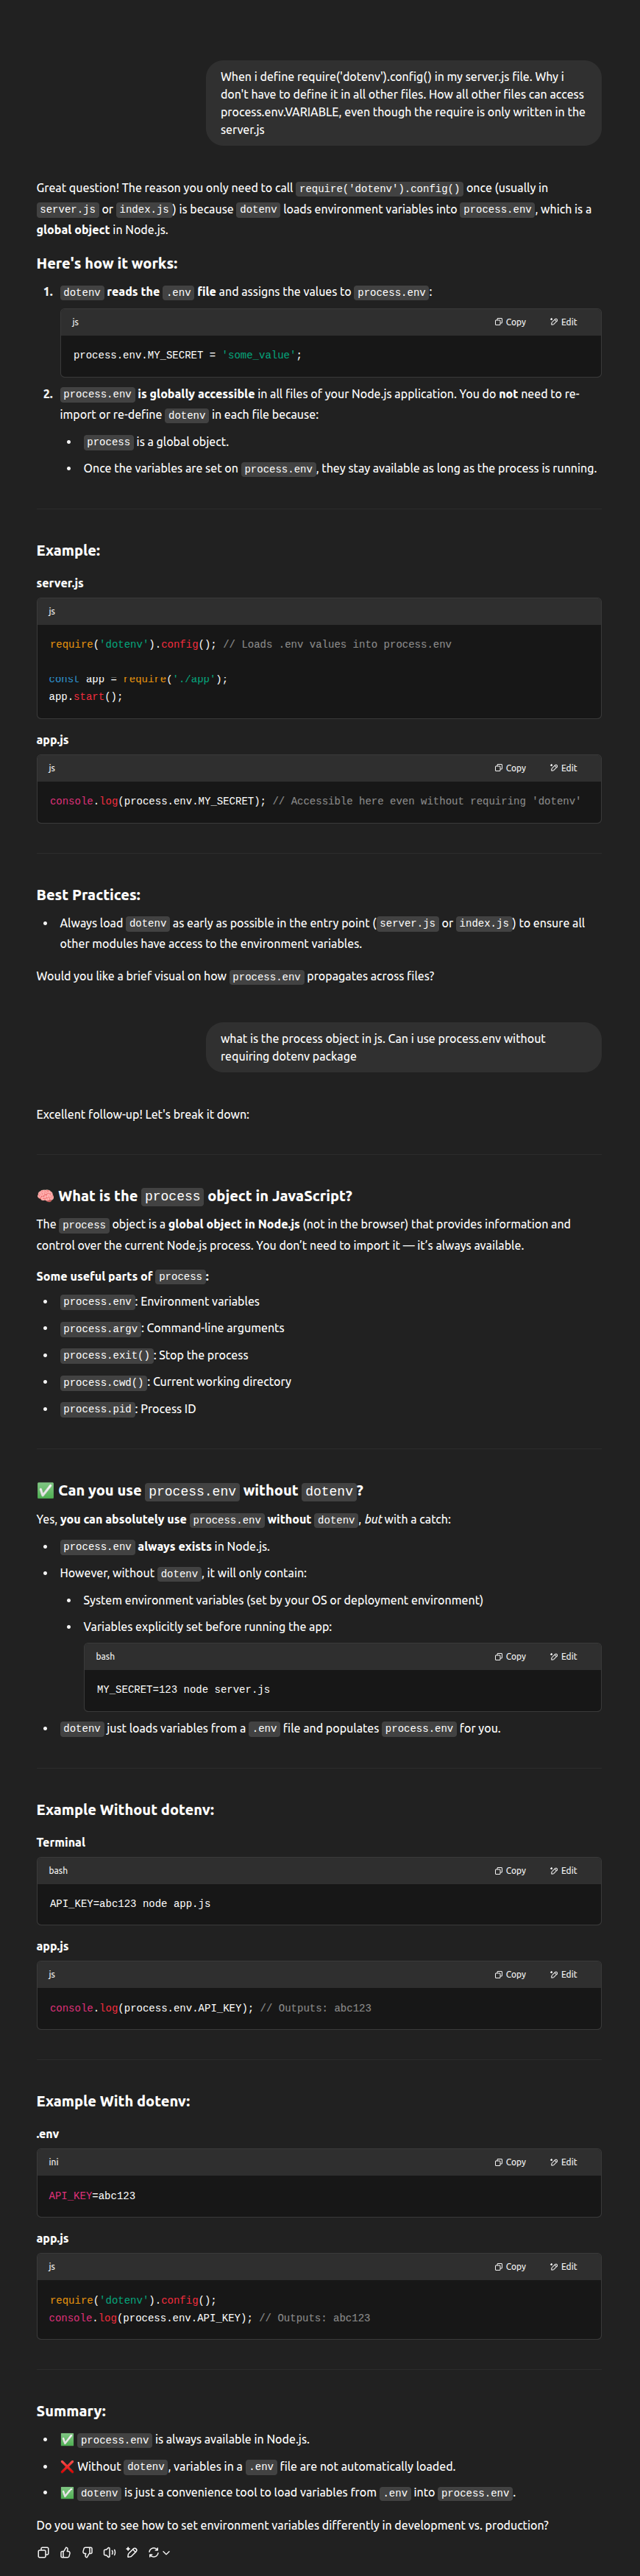 When i define require('dotenv').config() in my server.js file. Why i
don't have to define it in all other files. How all other files can access
process.env.VARIABLE, even though the require is only written in the
server.js
Great question! The reason you only need to call require('dotenv').config() once (usually in
server.js or index.js) is because dotenv loads environment variables into process.env, which is a
global object in Node.js.
Here's how it works:
1. dotenv reads the .env file and assigns the values to process.env:
js Copy Edit
process.env.MY_SECRET = 'some_value';
2. process.env is globally accessible in all files of your Node.js application. You do not need to re-
import or re-define dotenv in each file because:
• process is a global object.
• Once the variables are set on process.env, they stay available as long as the process is running.
Example:
server.js
js
require('dotenv').config(); // Loads .env values into process.env
const app = require('./app');
app.start();
app.js
js Copy Edit
console.log(process.env.MY_SECRET); // Accessible here even without requiring 'dotenv'
Best Practices:
• Always load dotenv as early as possible in the entry point (server.js or index.js) to ensure all
other modules have access to the environment variables.
Would you like a brief visual on how process.env propagates across files?
what is the process object in js. Can i use process.env without
requiring dotenv package
Excellent follow-up! Let's break it down:
🧠 What is the process object in JavaScript?
The process object is a global object in Node.js (not in the browser) that provides information and
control over the current Node.js process. You don’t need to import it — it’s always available.
Some useful parts of process:
• process.env: Environment variables
• process.argv: Command-line arguments
• process.exit(): Stop the process
• process.cwd(): Current working directory
• process.pid: Process ID
✅ Can you use process.env without dotenv?
Yes, you can absolutely use process.env without dotenv, but with a catch:
• process.env always exists in Node.js.
• However, without dotenv, it will only contain:
• System environment variables (set by your OS or deployment environment)
• Variables explicitly set before running the app:
bash Copy Edit
MY_SECRET=123 node server.js
• dotenv just loads variables from a .env file and populates process.env for you.
Example Without dotenv:
Terminal
bash Copy Edit
API_KEY=abc123 node app.js
app.js
js Copy Edit
console.log(process.env.API_KEY); // Outputs: abc123
Example With dotenv:
.env
ini Copy Edit
API_KEY=abc123
app.js
js Copy Edit
require('dotenv').config();
console.log(process.env.API_KEY); // Outputs: abc123
Summary:
• ✅ process.env is always available in Node.js.
• ❌ Without dotenv, variables in a .env file are not automatically loaded.
• ✅ dotenv is just a convenience tool to load variables from .env into process.env.
Do you want to see how to set environment variables differently in development vs. production?